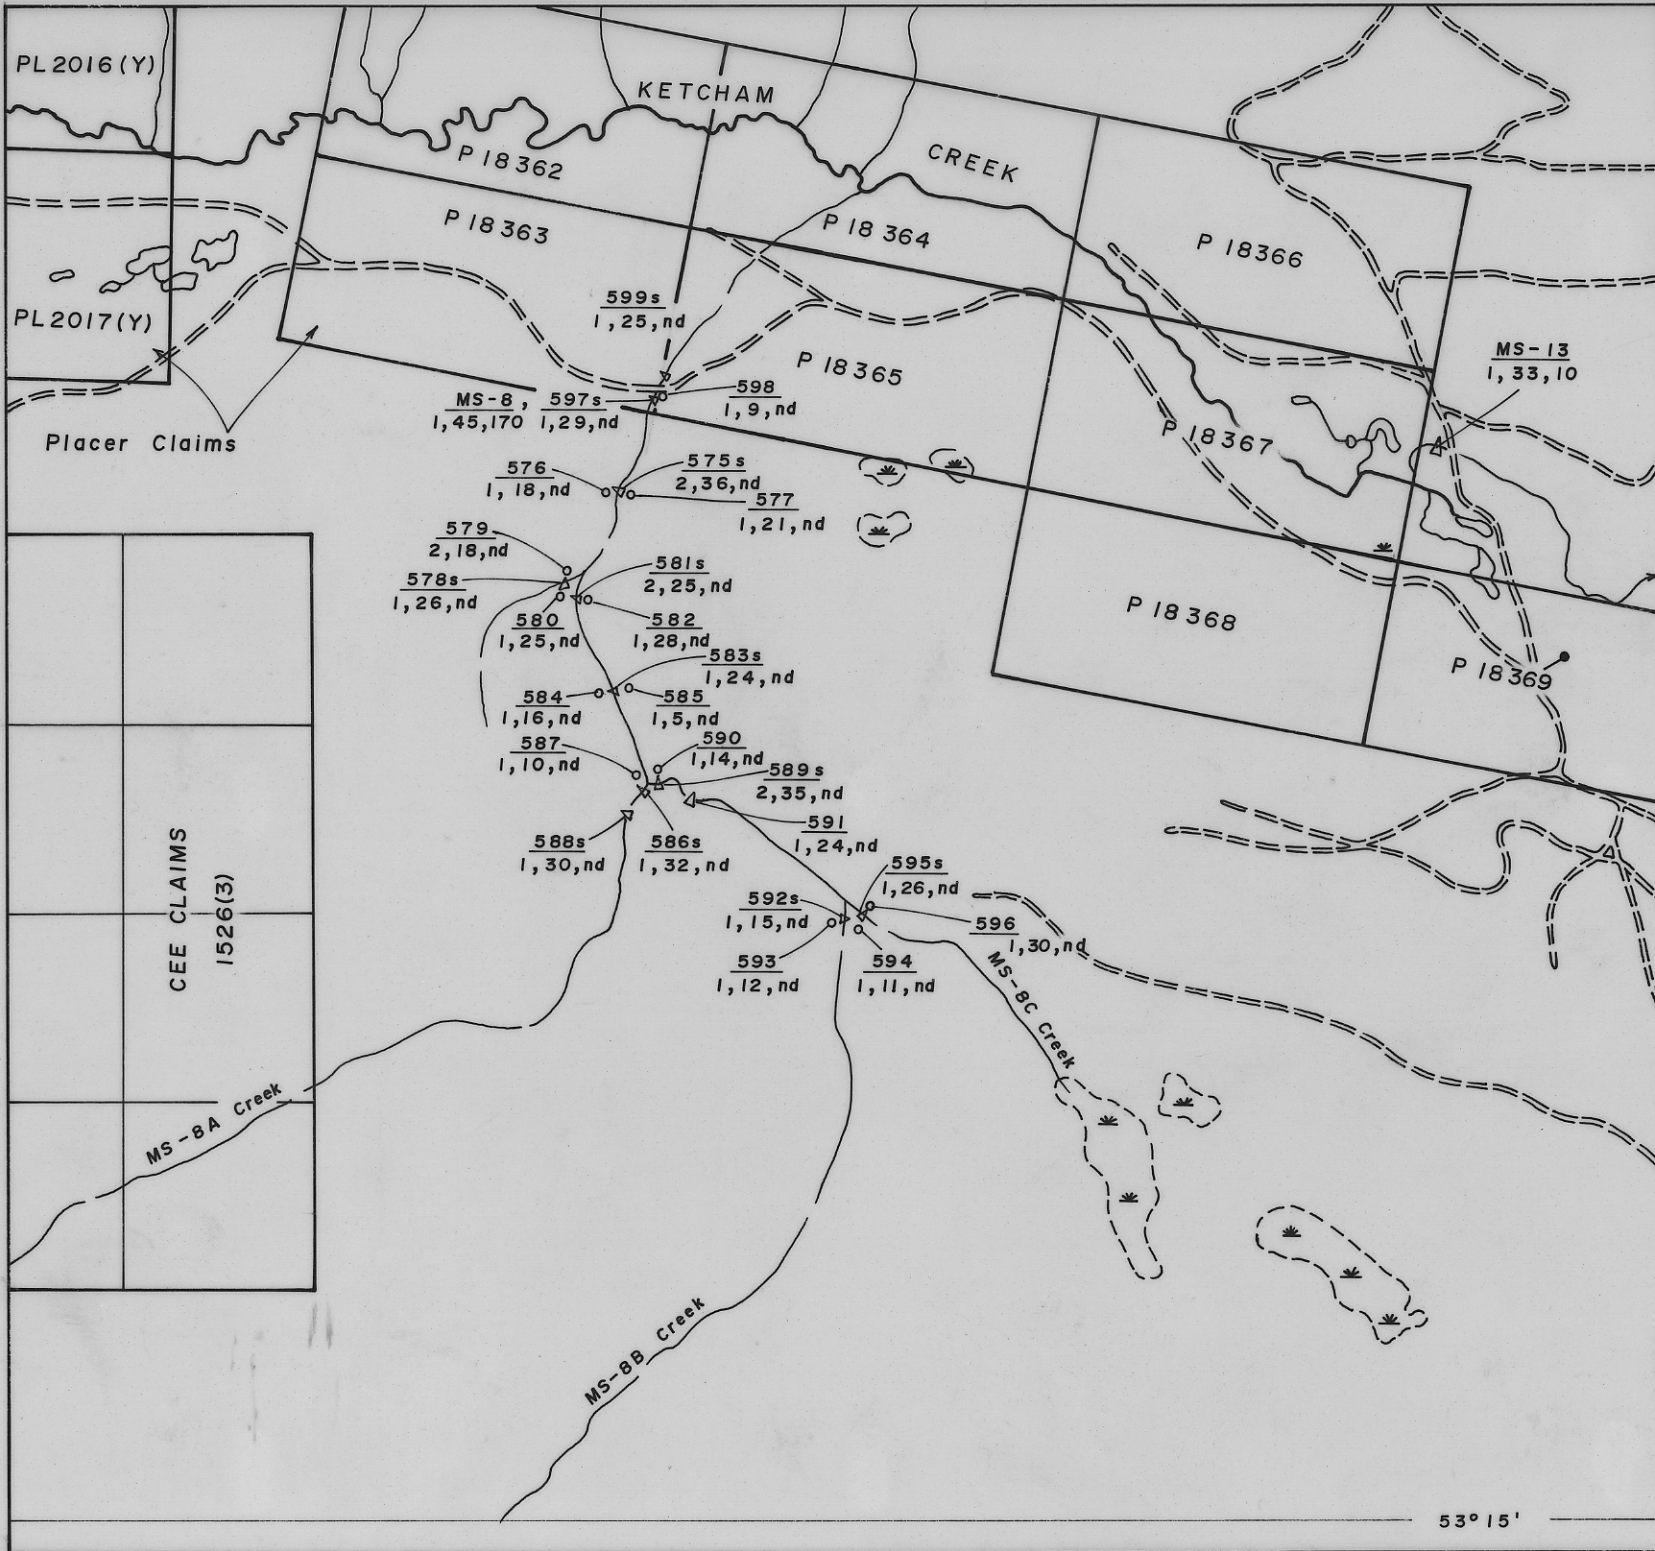 PL2016(Y)
KETCHAM
CREEK
P 18362
P 18363
P 18364
P 18366
PL2017(Y)
599s
1,25,nd
P 18365
MS-13
1,33,10
Placer Claims
MS-8,
1,45,170
597s
1,29,nd
598
1,9,nd
P 18367
576
1,18,nd
575s
2,36,nd
577
1,21,nd
579
2,18,nd
578s
1,26,nd
581s
2,25,nd
580
1,25,nd
582
1,28,nd
P 18368
583s
1,24,nd
P 18369
584
1,16,nd
585
1,5,nd
587
1,10,nd
590
1,14,nd
589s
2,35,nd
588s
1,30,nd
586s
1,32,nd
591
1,24,nd
CEE CLAIMS
1526(3)
595s
1,26,nd
592s
1,15,nd
596
1,30,nd
593
1,12,nd
594
1,11,nd
MS-8C Creek
MS-8A Creek
MS-8B Creek
53°15'